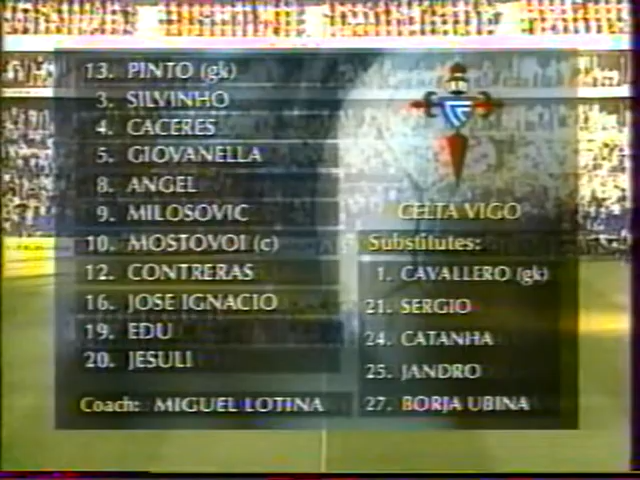 13. PINTO (gk)
3. SILVINHO
4. CACERES
5. GIOVANELLA
8. ANGEL
9. MILOSOVIC
10. MOSTOVOI (c)
12. CONTRERAS
16. JOSE IGNACIO
19. EDU
20. JESULI
Coach: MIGUEL LOTINA
CELTA VIGO
Substitutes:
1. CAVALLERO (gk)
21. SERGIO
24. CATANHA
25. JANDRO
27. BORJA UBINA